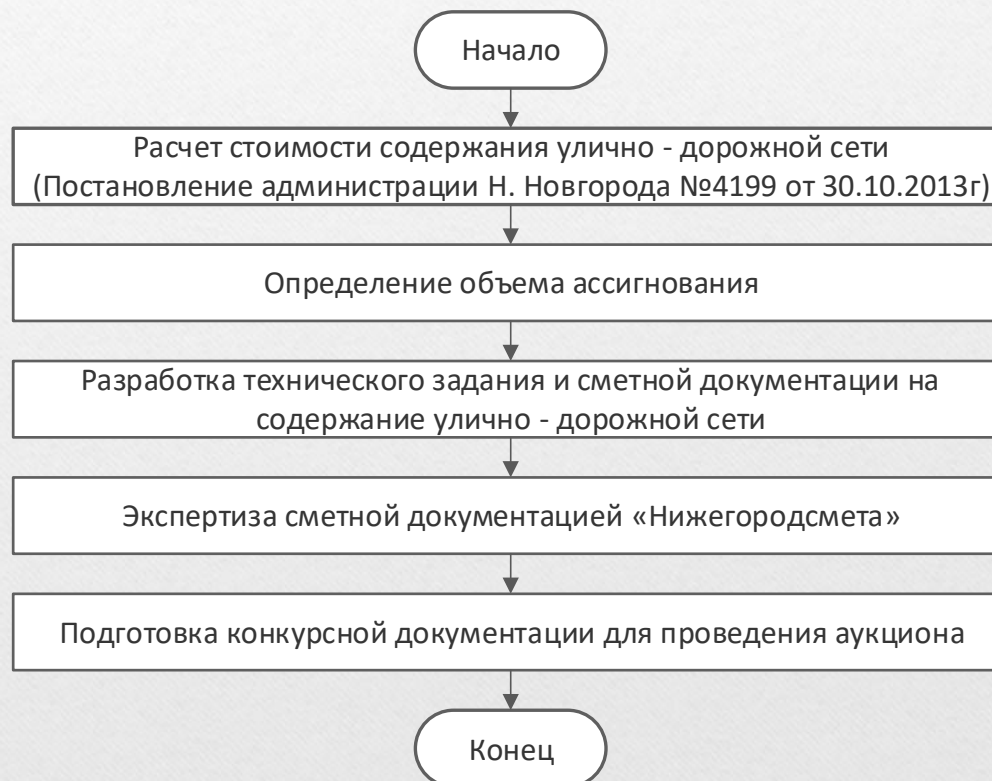 Начало
Расчет стоимости содержания улично - дорожной сети
(Постановление администрации Н. Новгорода №4199 от 30.10.2013г)
Определение объема ассигнования
Разработка технического задания и сметной документации на
содержание улично - дорожной сети
Экспертиза сметной документацией «Нижегородсмета»
Подготовка конкурсной документации для проведения аукциона
Конец